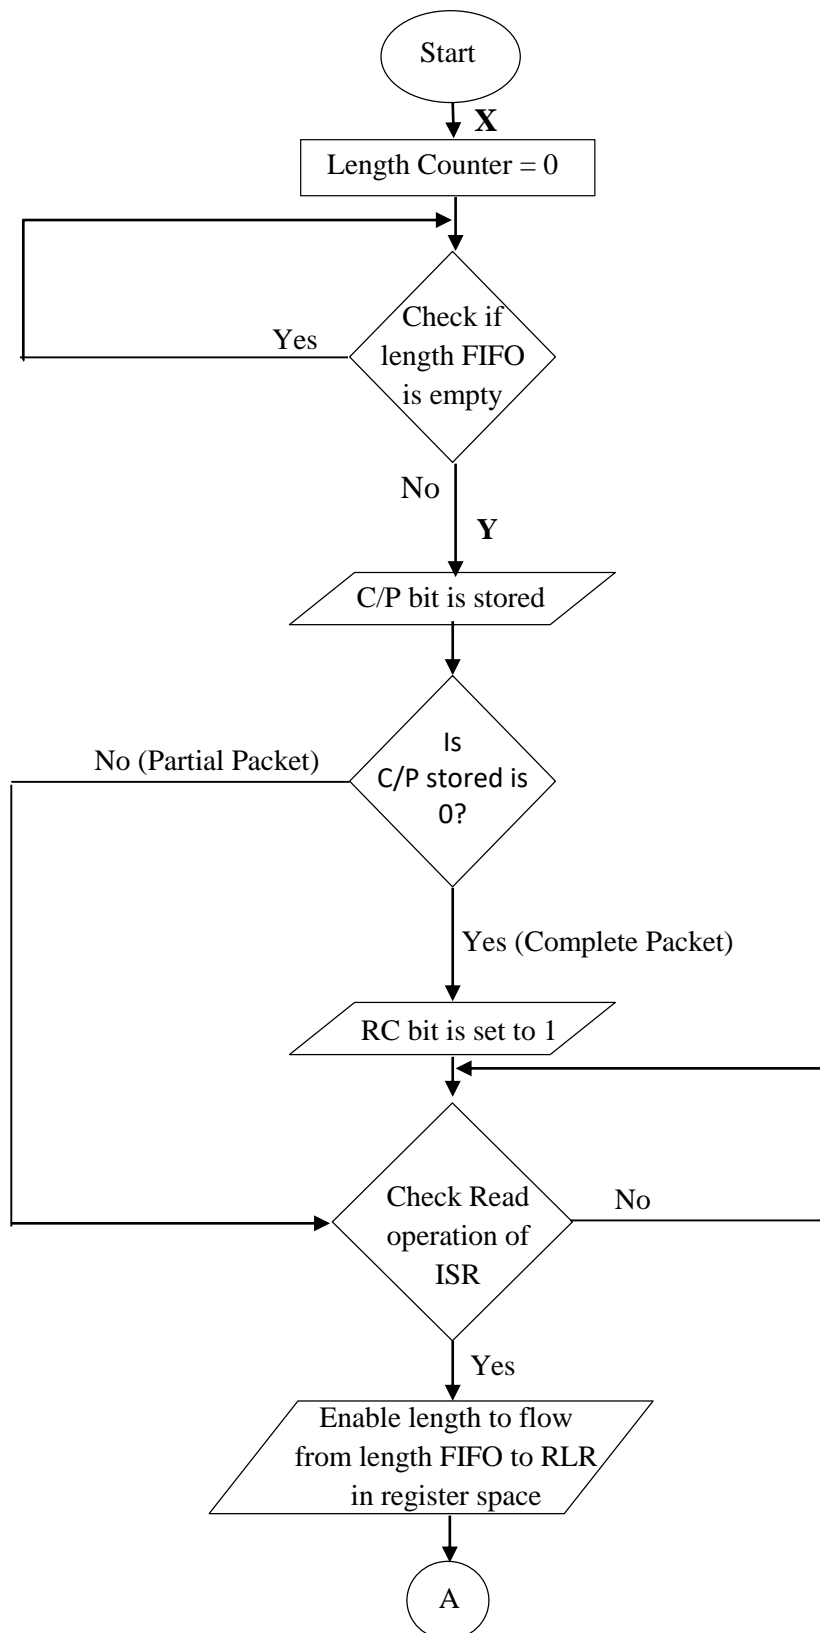 Start
X
Length Counter = 0
Check if
length FIFO
is empty
Yes
No
Y
C/P bit is stored
Is
C/P stored is
0?
No (Partial Packet)
Yes (Complete Packet)
RC bit is set to 1
Check Read
operation of
ISR
No
Yes
Enable length to flow
from length FIFO to RLR
in register space
A